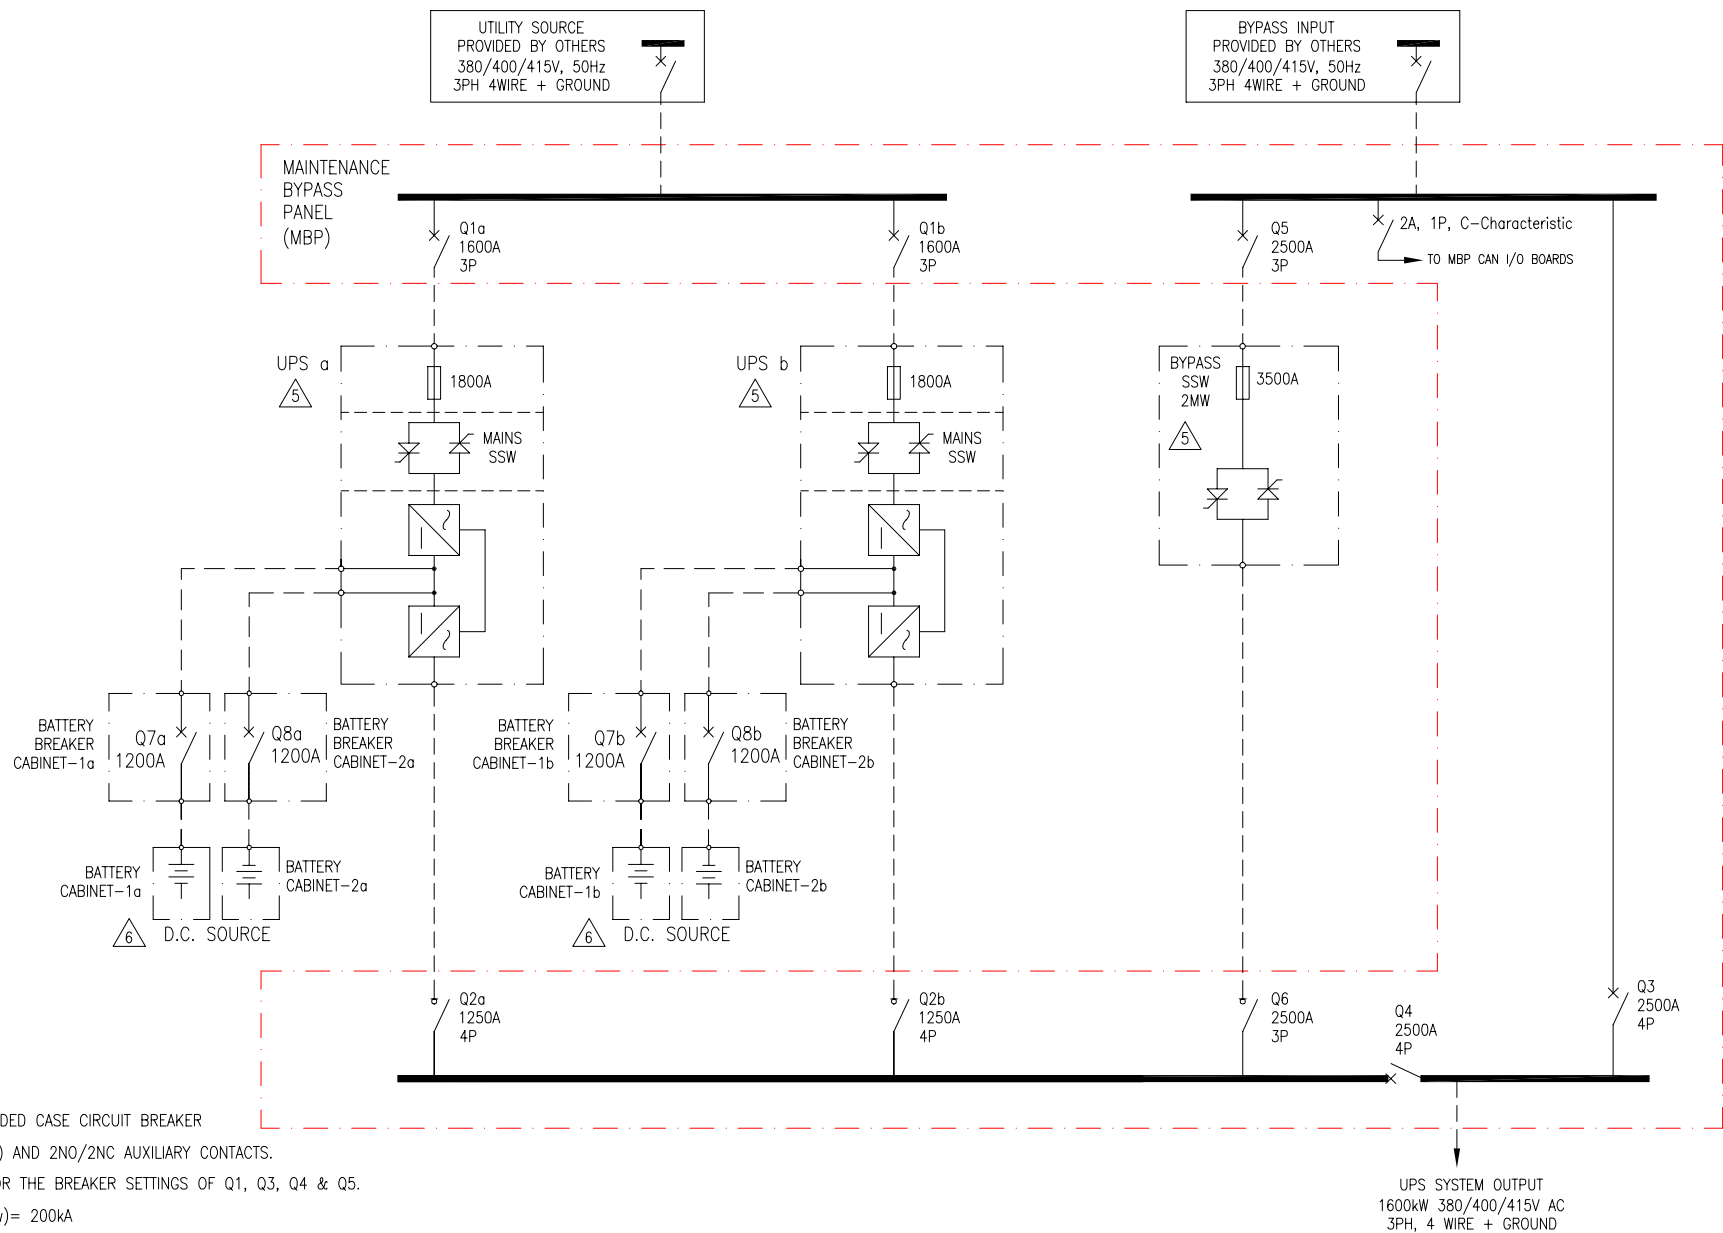 UTILITY SOURCE
PROVIDED BY OTHERS
380/400/415V, 50Hz
3PH 4WIRE + GROUND
BYPASS INPUT
PROVIDED BY OTHERS
380/400/415V, 50Hz
3PH 4WIRE + GROUND
MAINTENANCE
BYPASS
PANEL
(MBP)
Q1a
1600A
3P
Q1b
1600A
3P
Q5
2500A
3P
2A, 1P, C-Characteristic
TO MBP CAN I/O BOARDS
UPS a
5
1800A
MAINS
SSW
UPS b
5
1800A
MAINS
SSW
BYPASS
SSW
2MW
5
3500A
BATTERY
BREAKER
CABINET-1a
Q7a
1200A
Q8a
1200A
BATTERY
BREAKER
CABINET-2a
BATTERY
BREAKER
CABINET-1b
Q7b
1200A
Q8b
1200A
BATTERY
BREAKER
CABINET-2b
BATTERY
CABINET-1a
BATTERY
CABINET-2a
6
D.C. SOURCE
BATTERY
CABINET-1b
BATTERY
CABINET-2b
6
D.C. SOURCE
Q2a
1250A
4P
Q2b
1250A
4P
Q6
2500A
3P
Q4
2500A
4P
Q3
2500A
4P
DED CASE CIRCUIT BREAKER
) AND 2NO/2NC AUXILIARY CONTACTS.
OR THE BREAKER SETTINGS OF Q1, Q3, Q4 & Q5.
w)= 200kA
UPS SYSTEM OUTPUT
1600kW 380/400/415V AC
3PH, 4 WIRE + GROUND